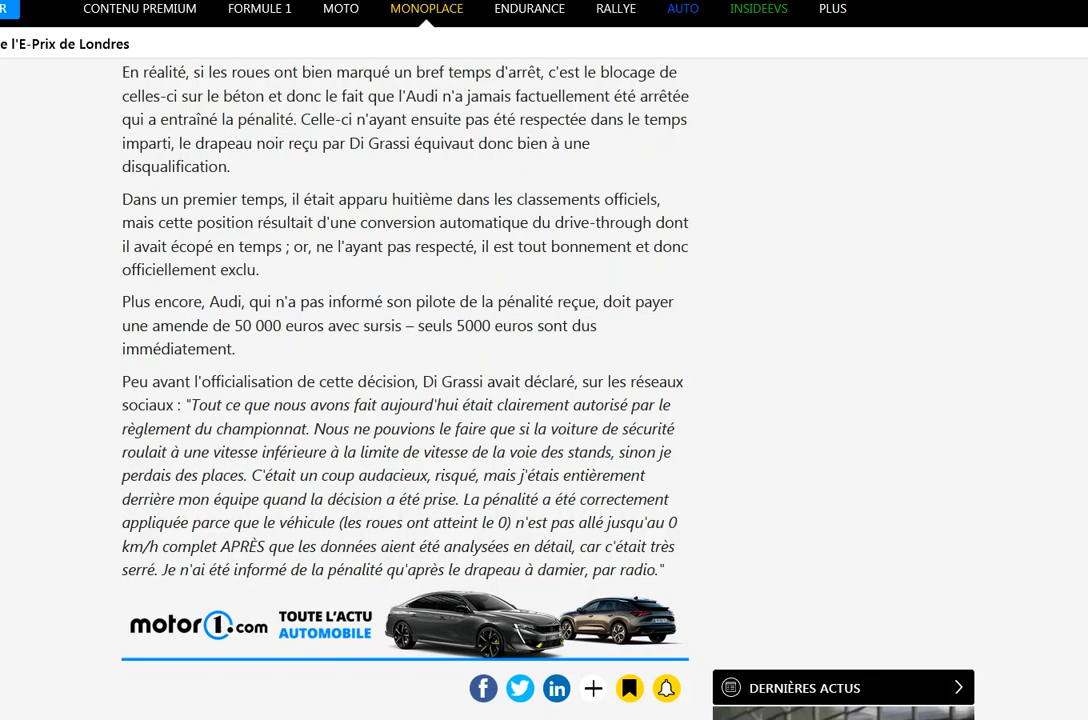 R CONTENU PREMIUM FORMULE 1 MOTO MONOPLACE ENDURANCE RALLYE AUTO INSIDEEVS PLUS
e l'E-Prix de Londres
En réalité, si les roues ont bien marqué un bref temps d'arrêt, c'est le blocage de
celles-ci sur le béton et donc le fait que l'Audi n'a jamais factuellement été arrêtée
qui a entraîné la pénalité. Celle-ci n'ayant ensuite pas été respectée dans le temps
imparti, le drapeau noir reçu par Di Grassi équivaut donc bien à une
disqualification.
Dans un premier temps, il était apparu huitième dans les classements officiels,
mais cette position résultait d'une conversion automatique du drive-through dont
il avait écopé en temps ; or, ne l'ayant pas respecté, il est tout bonnement et donc
officiellement exclu.
Plus encore, Audi, qui n'a pas informé son pilote de la pénalité reçue, doit payer
une amende de 50 000 euros avec sursis – seuls 5000 euros sont dus
immédiatement.
Peu avant l'officialisation de cette décision, Di Grassi avait déclaré, sur les réseaux
sociaux : "Tout ce que nous avons fait aujourd'hui était clairement autorisé par le
règlement du championnat. Nous ne pouvions le faire que si la voiture de sécurité
roulait à une vitesse inférieure à la limite de vitesse de la voie des stands, sinon je
perdais des places. C'était un coup audacieux, risqué, mais j'étais entièrement
derrière mon équipe quand la décision a été prise. La pénalité a été correctement
appliquée parce que le véhicule (les roues ont atteint le 0) n'est pas allé jusqu'au 0
km/h complet APRÈS que les données aient été analysées en détail, car c'était très
serré. Je n'ai été informé de la pénalité qu'après le drapeau à damier, par radio."
motor1.com TOUTE L'ACTU
AUTOMOBILE
DERNIÈRES ACTUS